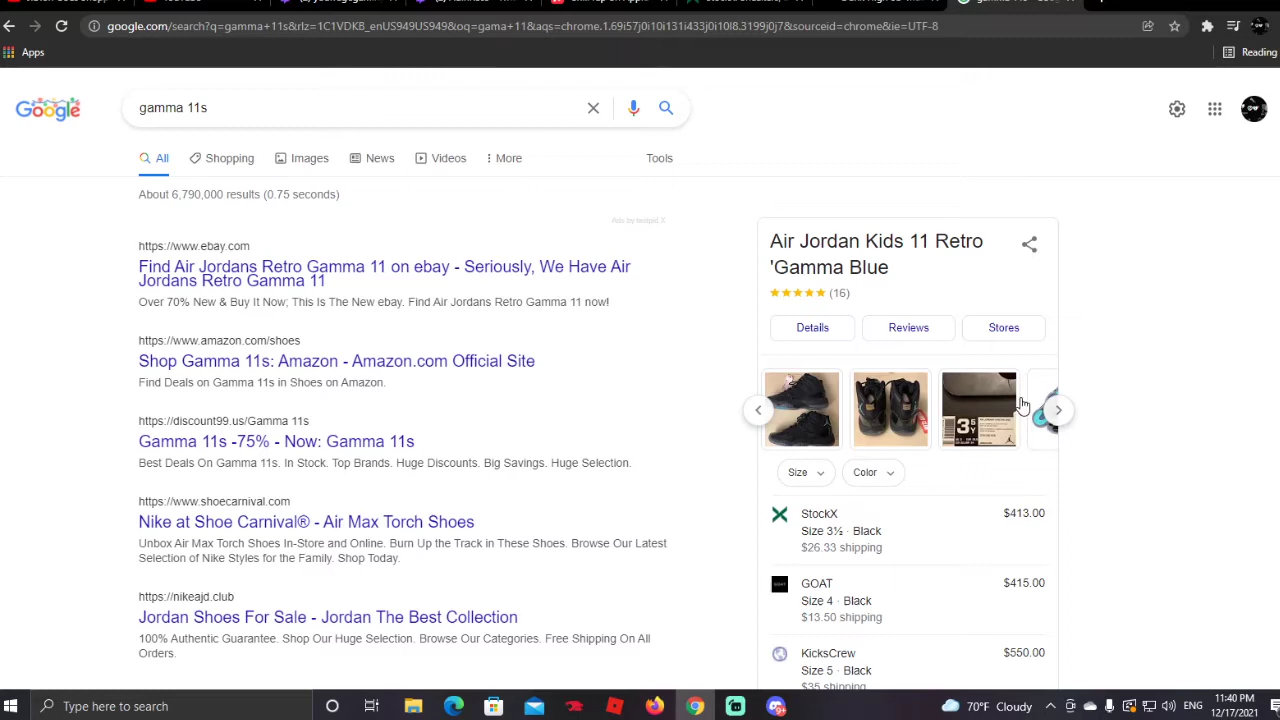 google.com/search?q=gamma+11s&rlz=1C1VDKB_enUS949US949&oq=gama+11&aqs=chrome.1.69i57j0i10i131i433j0i10l8.3199j0j7&sourceid=chrome&ie=UTF-8
Apps
Reading
Google
gamma 11s
All
Shopping
Images
News
Videos
More
Tools
About 6,790,000 results (0.75 seconds)
https://www.ebay.com
Find Air Jordans Retro Gamma 11 on ebay - Seriously, We Have Air
Jordans Retro Gamma 11
Over 70% New & Buy It Now; This Is The New ebay. Find Air Jordans Retro Gamma 11 now!
https://www.amazon.com/shoes
Shop Gamma 11s: Amazon - Amazon.com Official Site
Find Deals on Gamma 11s in Shoes on Amazon.
https://discount99.us/Gamma 11s
Gamma 11s -75% - Now: Gamma 11s
Best Deals On Gamma 11s. In Stock. Top Brands. Huge Discounts. Big Savings. Huge Selection.
https://www.shoecarnival.com
Nike at Shoe Carnival® - Air Max Torch Shoes
Unbox Air Max Torch Shoes In-Store and Online. Burn Up the Track in These Shoes. Browse Our Latest
Selection of Nike Styles for the Family. Shop Today.
https://nikeajd.club
Jordan Shoes For Sale - Jordan The Best Collection
100% Authentic Guarantee. Shop Our Huge Selection. Browse Our Categories. Free Shipping On All
Orders.
Air Jordan Kids 11 Retro
'Gamma Blue
(16)
Details
Reviews
Stores
3.5Y
Size
Color
StockX
$413.00
Size 3½ · Black
$26.33 shipping
GOAT
$415.00
Size 4 · Black
$13.50 shipping
KicksCrew
$550.00
Size 5 · Black
$35 shipping
Type here to search
70°F Cloudy
ENG
11:40 PM
12/17/2021